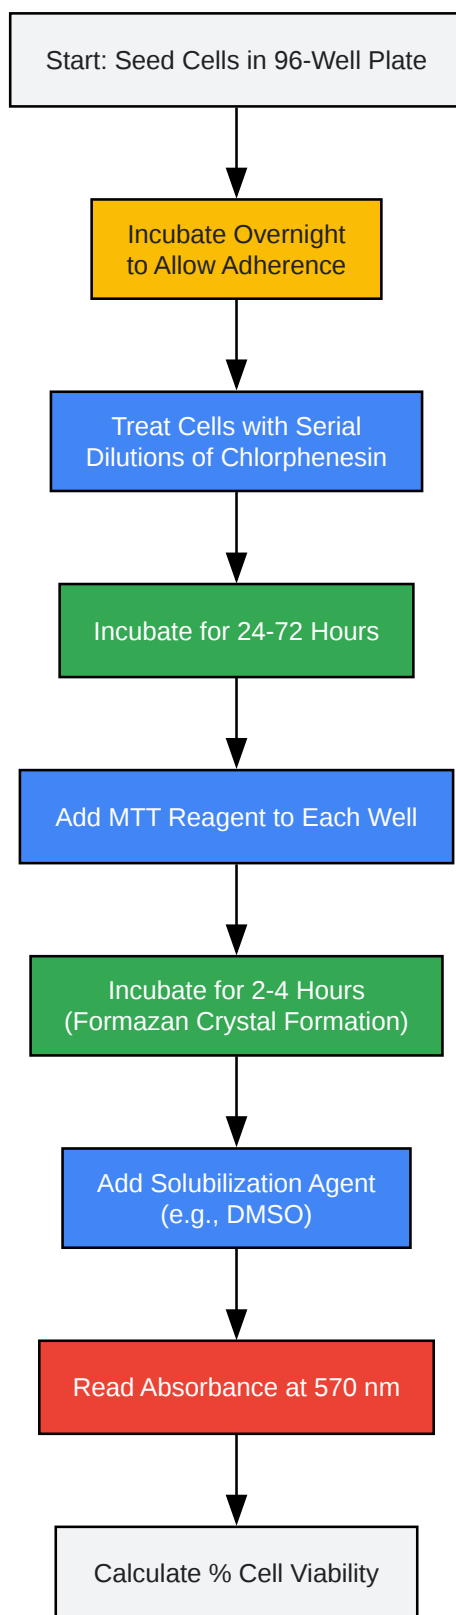 Start: Seed Cells in 96-Well Plate
Incubate Overnight
to Allow Adherence
Treat Cells with Serial
Dilutions of Chlorphenesin
Incubate for 24-72 Hours
Add MTT Reagent to Each Well
Incubate for 2-4 Hours
(Formazan Crystal Formation)
Add Solubilization Agent
(e.g., DMSO)
Read Absorbance at 570 nm
Calculate % Cell Viability